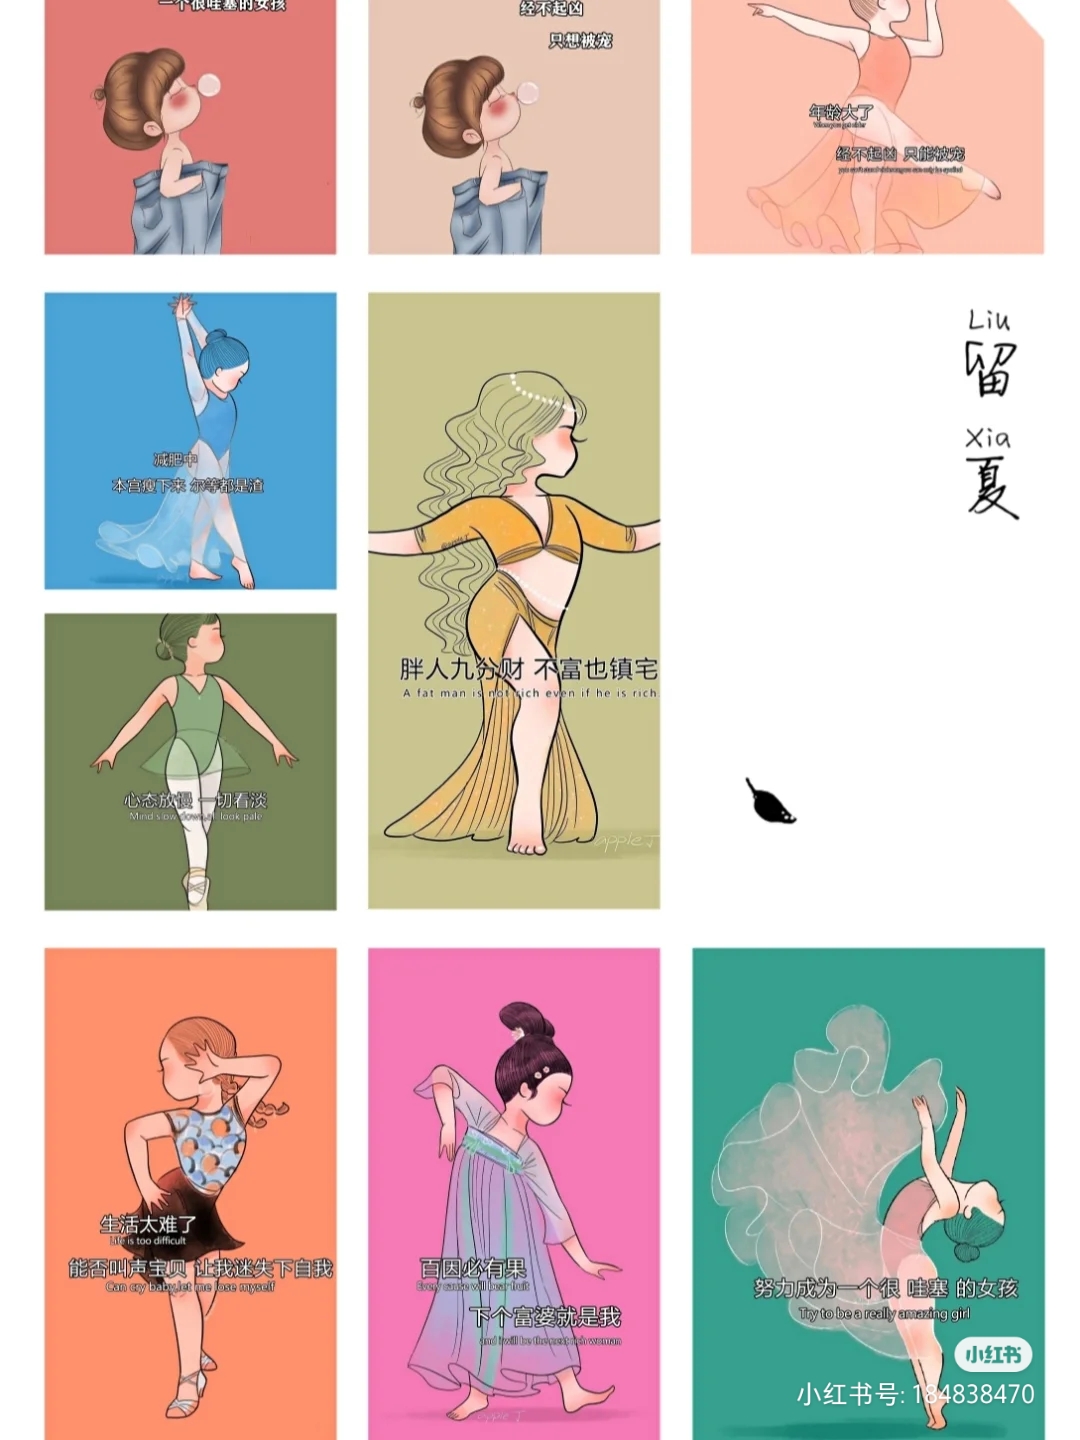 一个很哇塞的女孩
经不起凶
只想被宠
年龄大了
When you get older
经不起凶 只能被宠
Liu
留
Xia
夏
减肥中
本宫瘦下来 尔等都是渣
心态放慢 一切看淡
Mind slow down,all look pale
胖人九分财 不富也镇宅
A fat man is not rich even if he is rich.
apple J
生活太难了
Life is too difficult
能否叫声宝贝 让我迷失下自我
Can cry baby,let me lose myself
百因必有果
Every cause will bear fruit
下个富婆就是我
and i will be the next rich woman
apple J
努力成为一个很 哇塞 的女孩
Try to be a really amazing girl
小红书
小红书号: 184838470